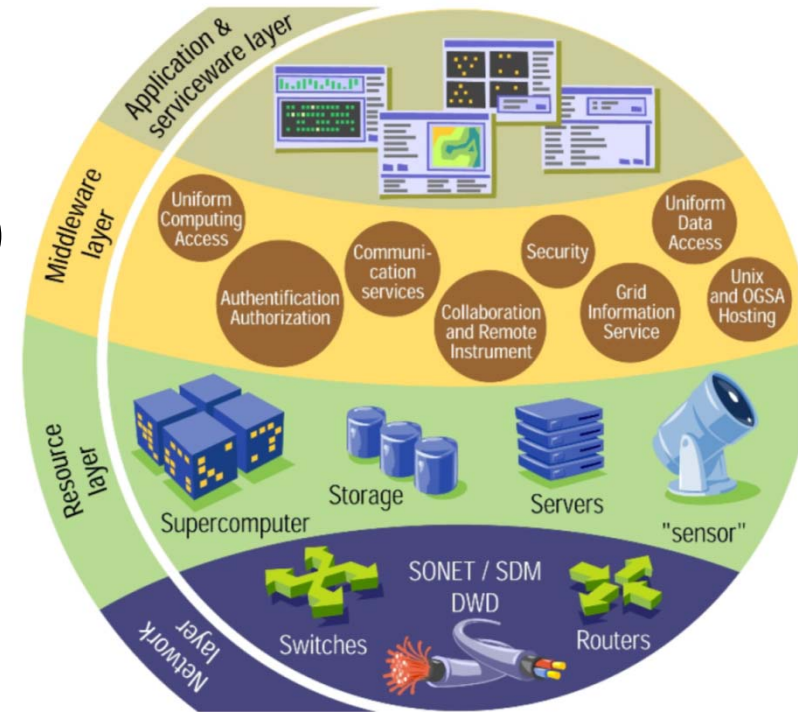 Application &
serviceware layer
Middleware
layer
Uniform
Computing
Access
Authentification
Authorization
Communi-
cation
services
Collaboration
and Remote
Instrument
Security
Grid
Information
Service
Uniform
Data
Access
Unix
and OGSA
Hosting
Resource
layer
Supercomputer
Storage
Servers
"sensor"
Network
layer
Switches
SONET / SDM
DWD
Routers
)